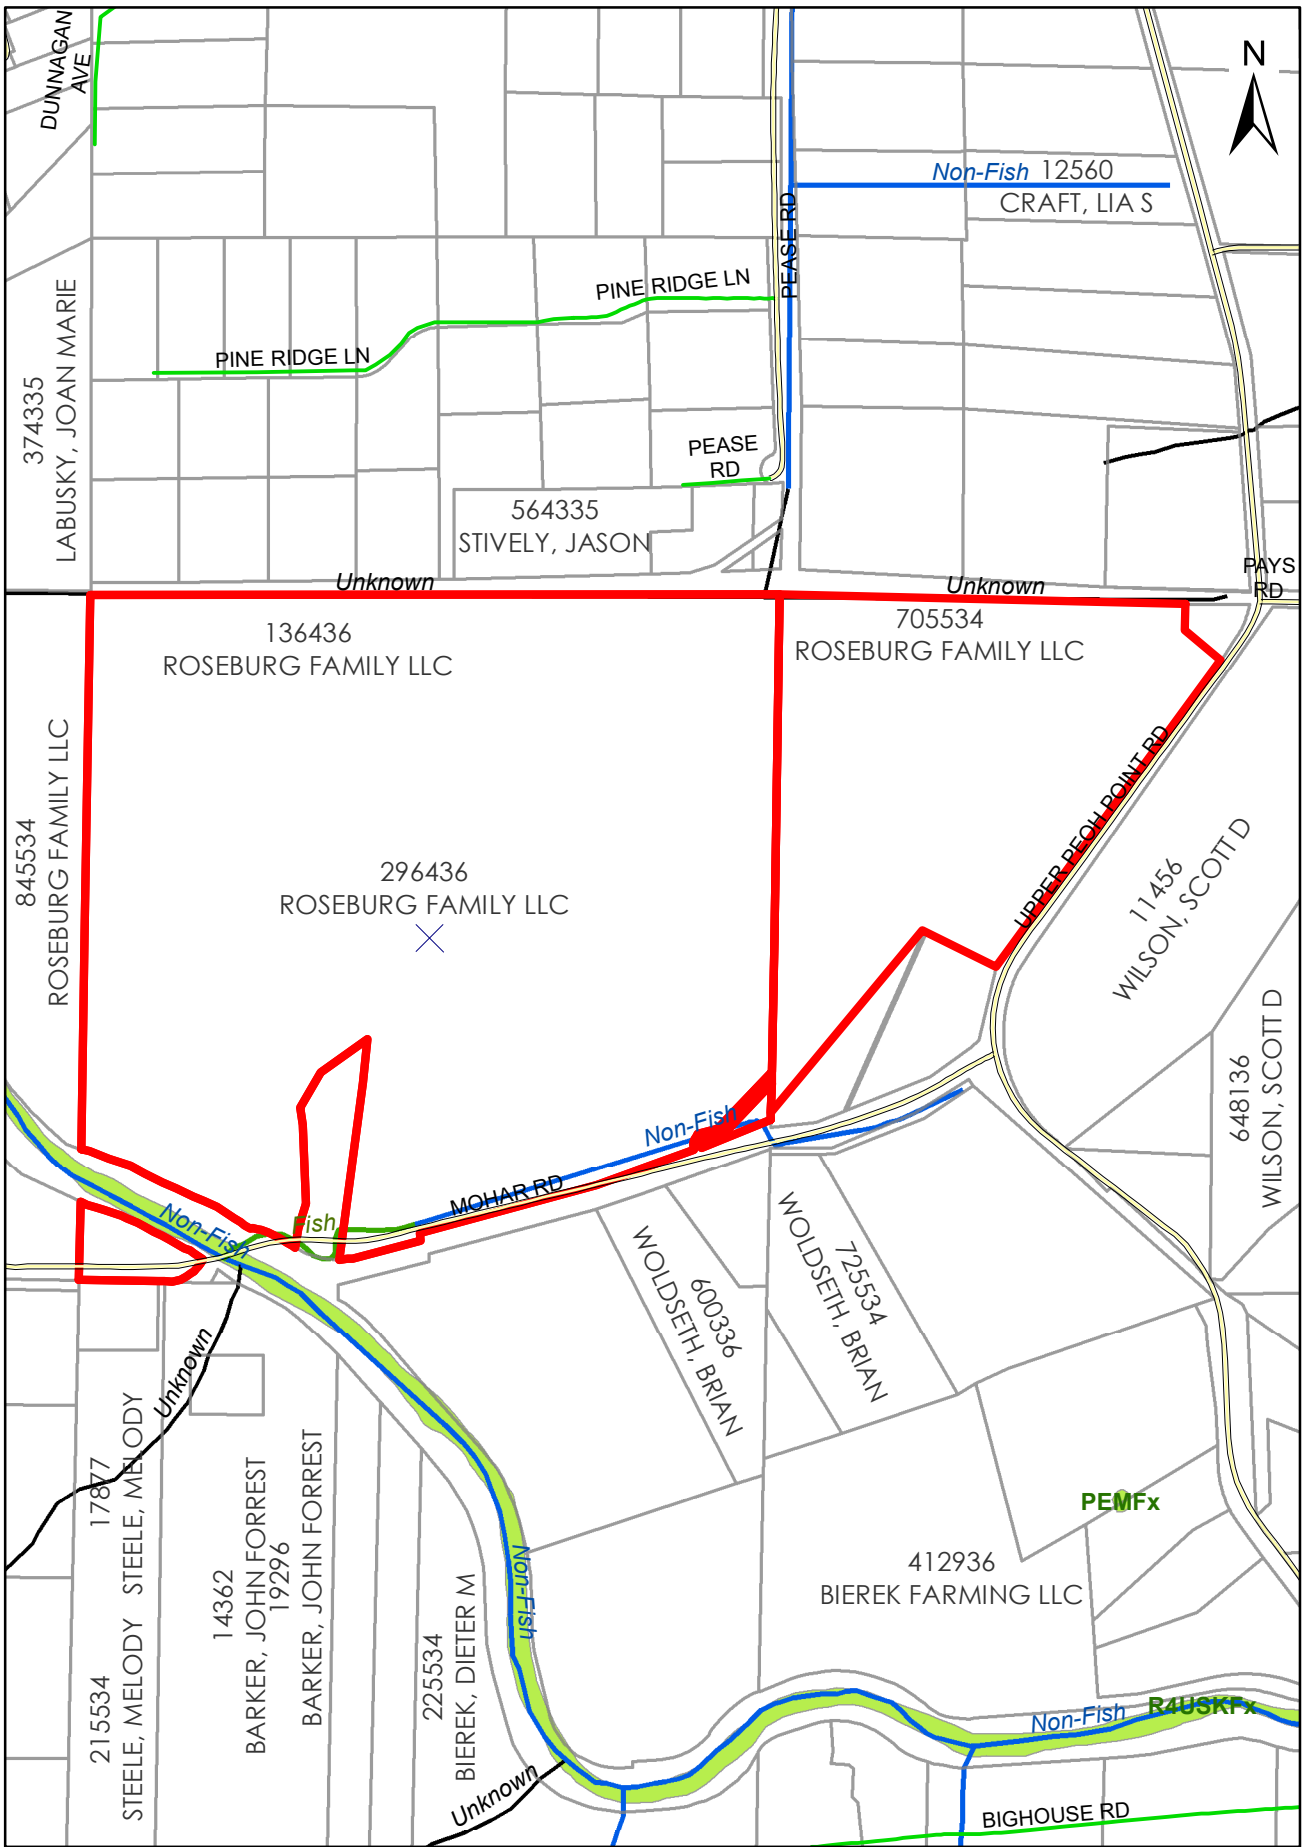 DUNNAGAN
AVE
N
Non-Fish 12560
CRAFT, LIA S
PEASE RD
PINE RIDGE LN
PINE RIDGE LN
374335
LABUSKY, JOAN MARIE
PEASE
RD
564335
STIVELY, JASON
Unknown
Unknown
PAYS
RD
136436
ROSEBURG FAMILY LLC
705534
ROSEBURG FAMILY LLC
845534
ROSEBURG FAMILY LLC
UPPER PEOH POINT RD
296436
ROSEBURG FAMILY LLC
11456
WILSON, SCOTT D
648136
WILSON, SCOTT D
Non-Fish
MOHAR RD
Fish
Non-Fish
WOLDSETH, BRIAN
600336
WOLDSETH, BRIAN
725534
Unknown
17877
STEELE, MELODY
215534
STEELE, MELODY
14362
BARKER, JOHN FORREST
19296
BARKER, JOHN FORREST
225534
BIEREK, DIETER M
Non-Fish
PEMFx
412936
BIEREK FARMING LLC
R4USKFx
Non-Fish
Unknown
BIGHOUSE RD